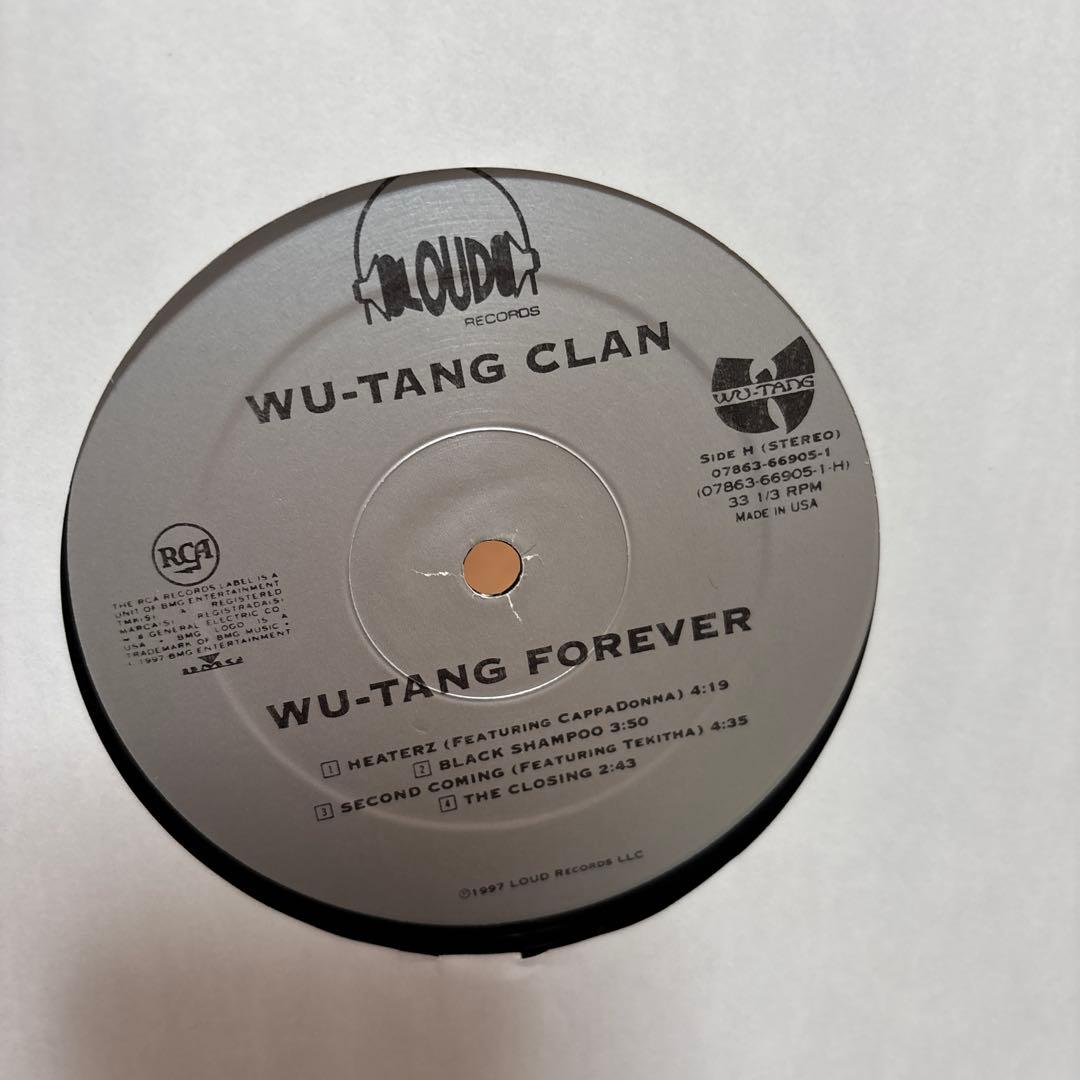 LOUD
RECORDS
WU-TANG CLAN
WU-TANG
SIDE H (STEREO)
07863-66905-1
(07863-66905-1-H)
33 1/3 RPM
MADE IN USA
RCA
THE RCA RECORDS LABEL IS A
UNIT OF BMG ENTERTAINMENT
TMK(S) ® REGISTERED
MARCA(S) REGISTRADA(S)
GENERAL ELECTRIC CO.
USA • BMG LOGO IS A
TRADEMARK OF BMG MUSIC •
1997 BMG ENTERTAINMENT
BMG
WU-TANG FOREVER
1 HEATERZ (FEATURING CAPPADONNA) 4:19
2 BLACK SHAMPOO 3:50
3 SECOND COMING (FEATURING TEKITHA) 4:35
4 THE CLOSING 2:43
℗1997 LOUD RECORDS LLC